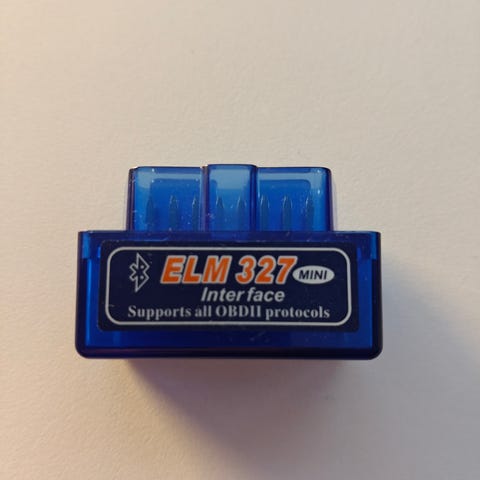 ELM 327 MINI
Interface
Supports all OBDII protocols